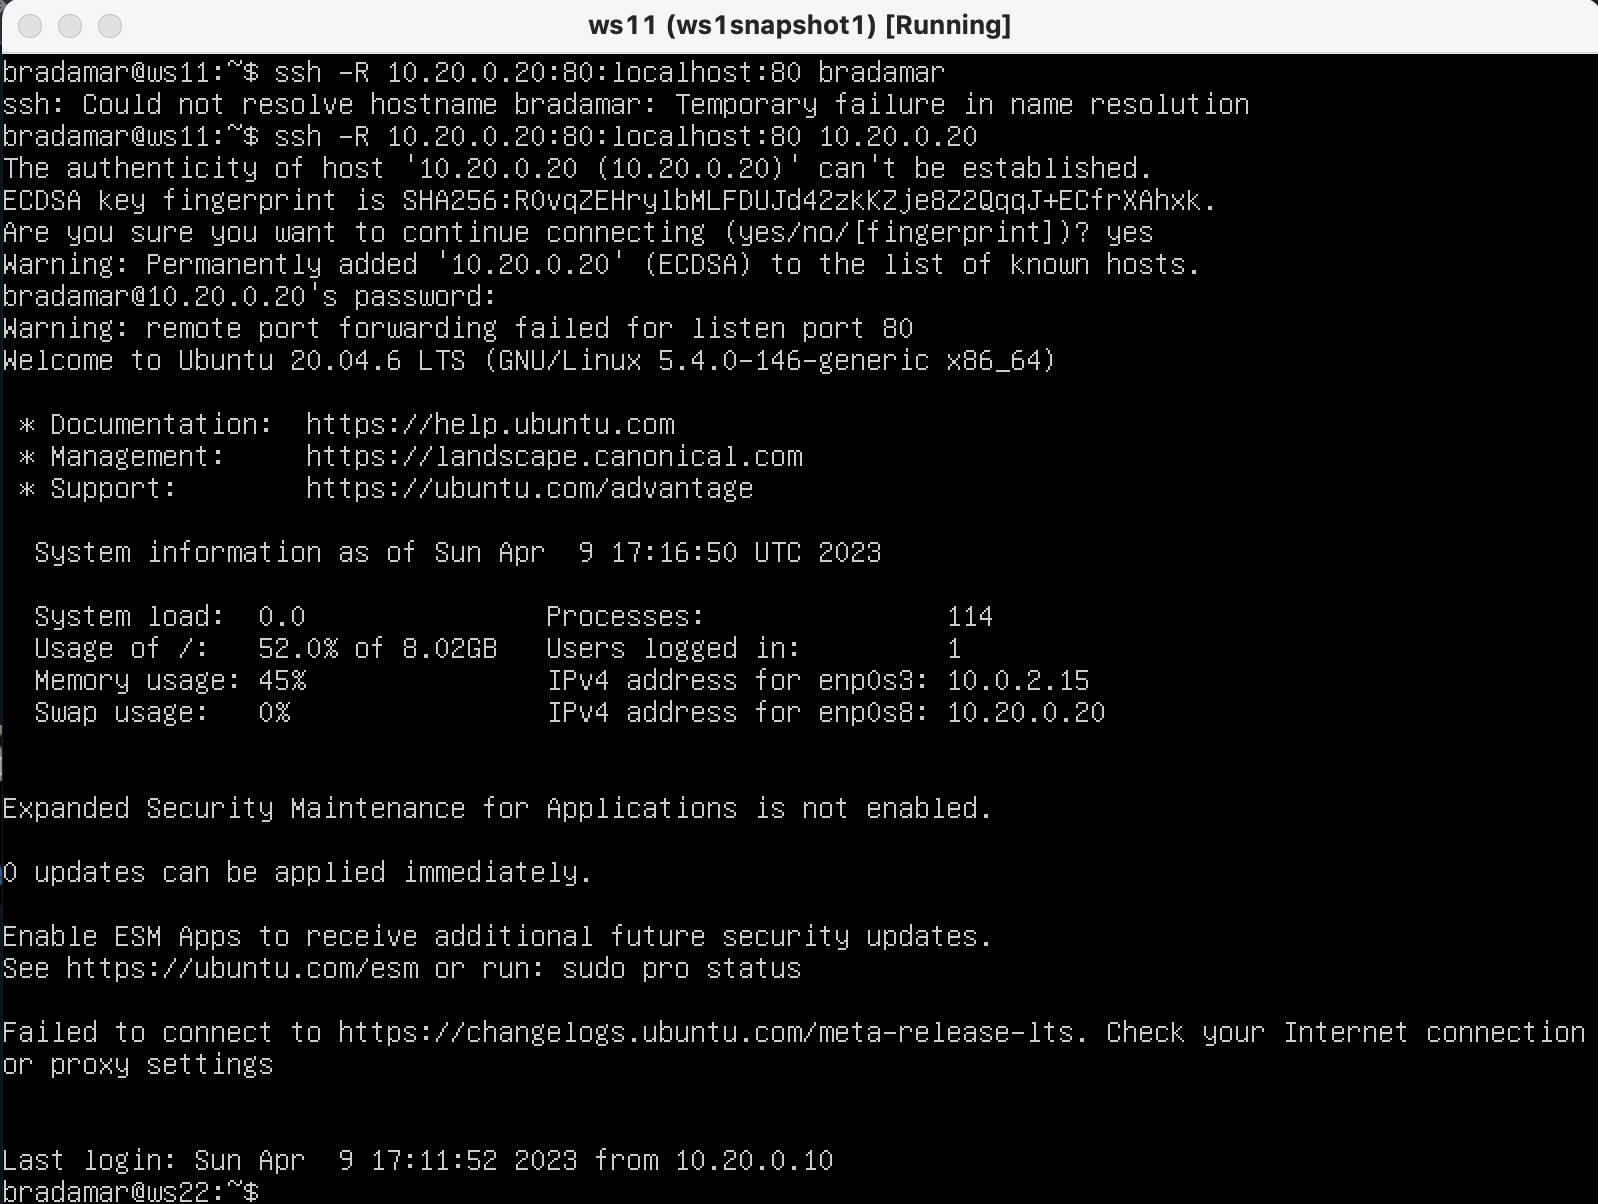 ws11 (ws1snapshot1) [Running]
bradamar@ws11:~$ ssh -R 10.20.0.20:80:localhost:80 bradamar
ssh: Could not resolve hostname bradamar: Temporary failure in name resolution
bradamar@ws11:~$ ssh -R 10.20.0.20:80:localhost:80 10.20.0.20
The authenticity of host '10.20.0.20 (10.20.0.20)' can't be established.
ECDSA key fingerprint is SHA256:ROvqZEHrylbMLFDUJd42zkKZje8Z2QqqJ+ECfrXAhxk.
Are you sure you want to continue connecting (yes/no/[fingerprint])? yes
Warning: Permanently added '10.20.0.20' (ECDSA) to the list of known hosts.
bradamar@10.20.0.20's password:
Warning: remote port forwarding failed for listen port 80
Welcome to Ubuntu 20.04.6 LTS (GNU/Linux 5.4.0-146-generic x86_64)
* Documentation:  https://help.ubuntu.com
* Management:     https://landscape.canonical.com
* Support:        https://ubuntu.com/advantage
System information as of Sun Apr  9 17:16:50 UTC 2023
System load:  0.0               Processes:               114
Usage of /:   52.0% of 8.02GB   Users logged in:         1
Memory usage: 45%               IPv4 address for enp0s3: 10.0.2.15
Swap usage:   0%                IPv4 address for enp0s8: 10.20.0.20
Expanded Security Maintenance for Applications is not enabled.
0 updates can be applied immediately.
Enable ESM Apps to receive additional future security updates.
See https://ubuntu.com/esm or run: sudo pro status
Failed to connect to https://changelogs.ubuntu.com/meta-release-lts. Check your Internet connection
or proxy settings
Last login: Sun Apr  9 17:11:52 2023 from 10.20.0.10
bradamar@ws22:~$